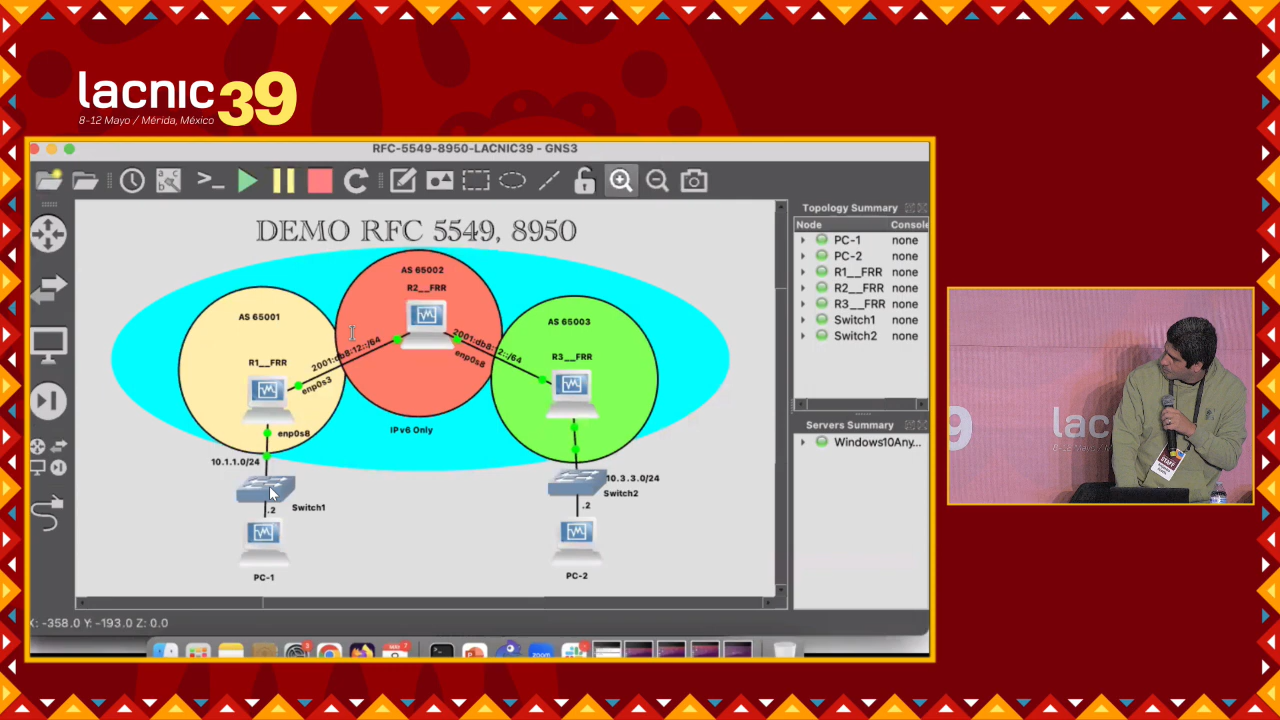 lacnic39
8-12 Mayo / Mérida, México
RFC-5549-8950-LACNIC39 - GNS3
DEMO RFC 5549, 8950
AS 65002
R2__FRR
AS 65001
AS 65003
2001:db8:12::/64
enp0s8
R1__FRR
enp0s3
R3__FRR
enp0s8
IPv6 Only
10.1.1.0/24
10.3.3.0/24
Switch2
Switch1
.2
.2
PC-1
PC-2
Topology Summary
Node Console
PC-1 none
PC-2 none
R1__FRR none
R2__FRR none
R3__FRR none
Switch1 none
Switch2 none
Servers Summary
Windows10Any...
X: -358.0 Y: -193.0 Z: 0.0
zoom
9
lac
STAFF